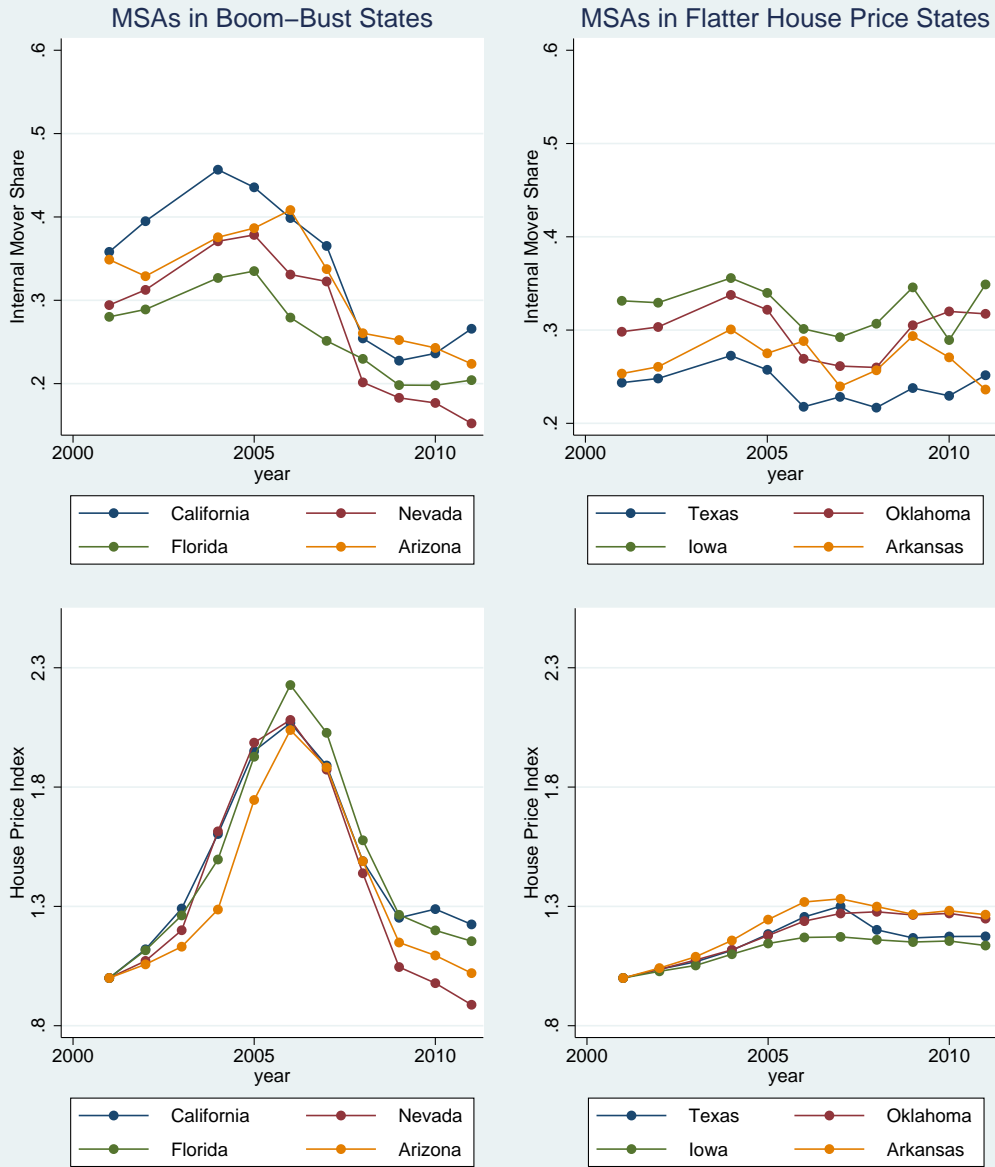 MSAs in Boom−Bust States
MSAs in Flatter House Price States
Internal Mover Share
.6
.5
.4
.3
.2
2000 2005 2010
year
California Nevada
Florida Arizona
Internal Mover Share
.6
.5
.4
.3
.2
2000 2005 2010
year
Texas Oklahoma
Iowa Arkansas
House Price Index
2.3
1.8
1.3
.8
2000 2005 2010
year
California Nevada
Florida Arizona
House Price Index
2.3
1.8
1.3
.8
2000 2005 2010
year
Texas Oklahoma
Iowa Arkansas